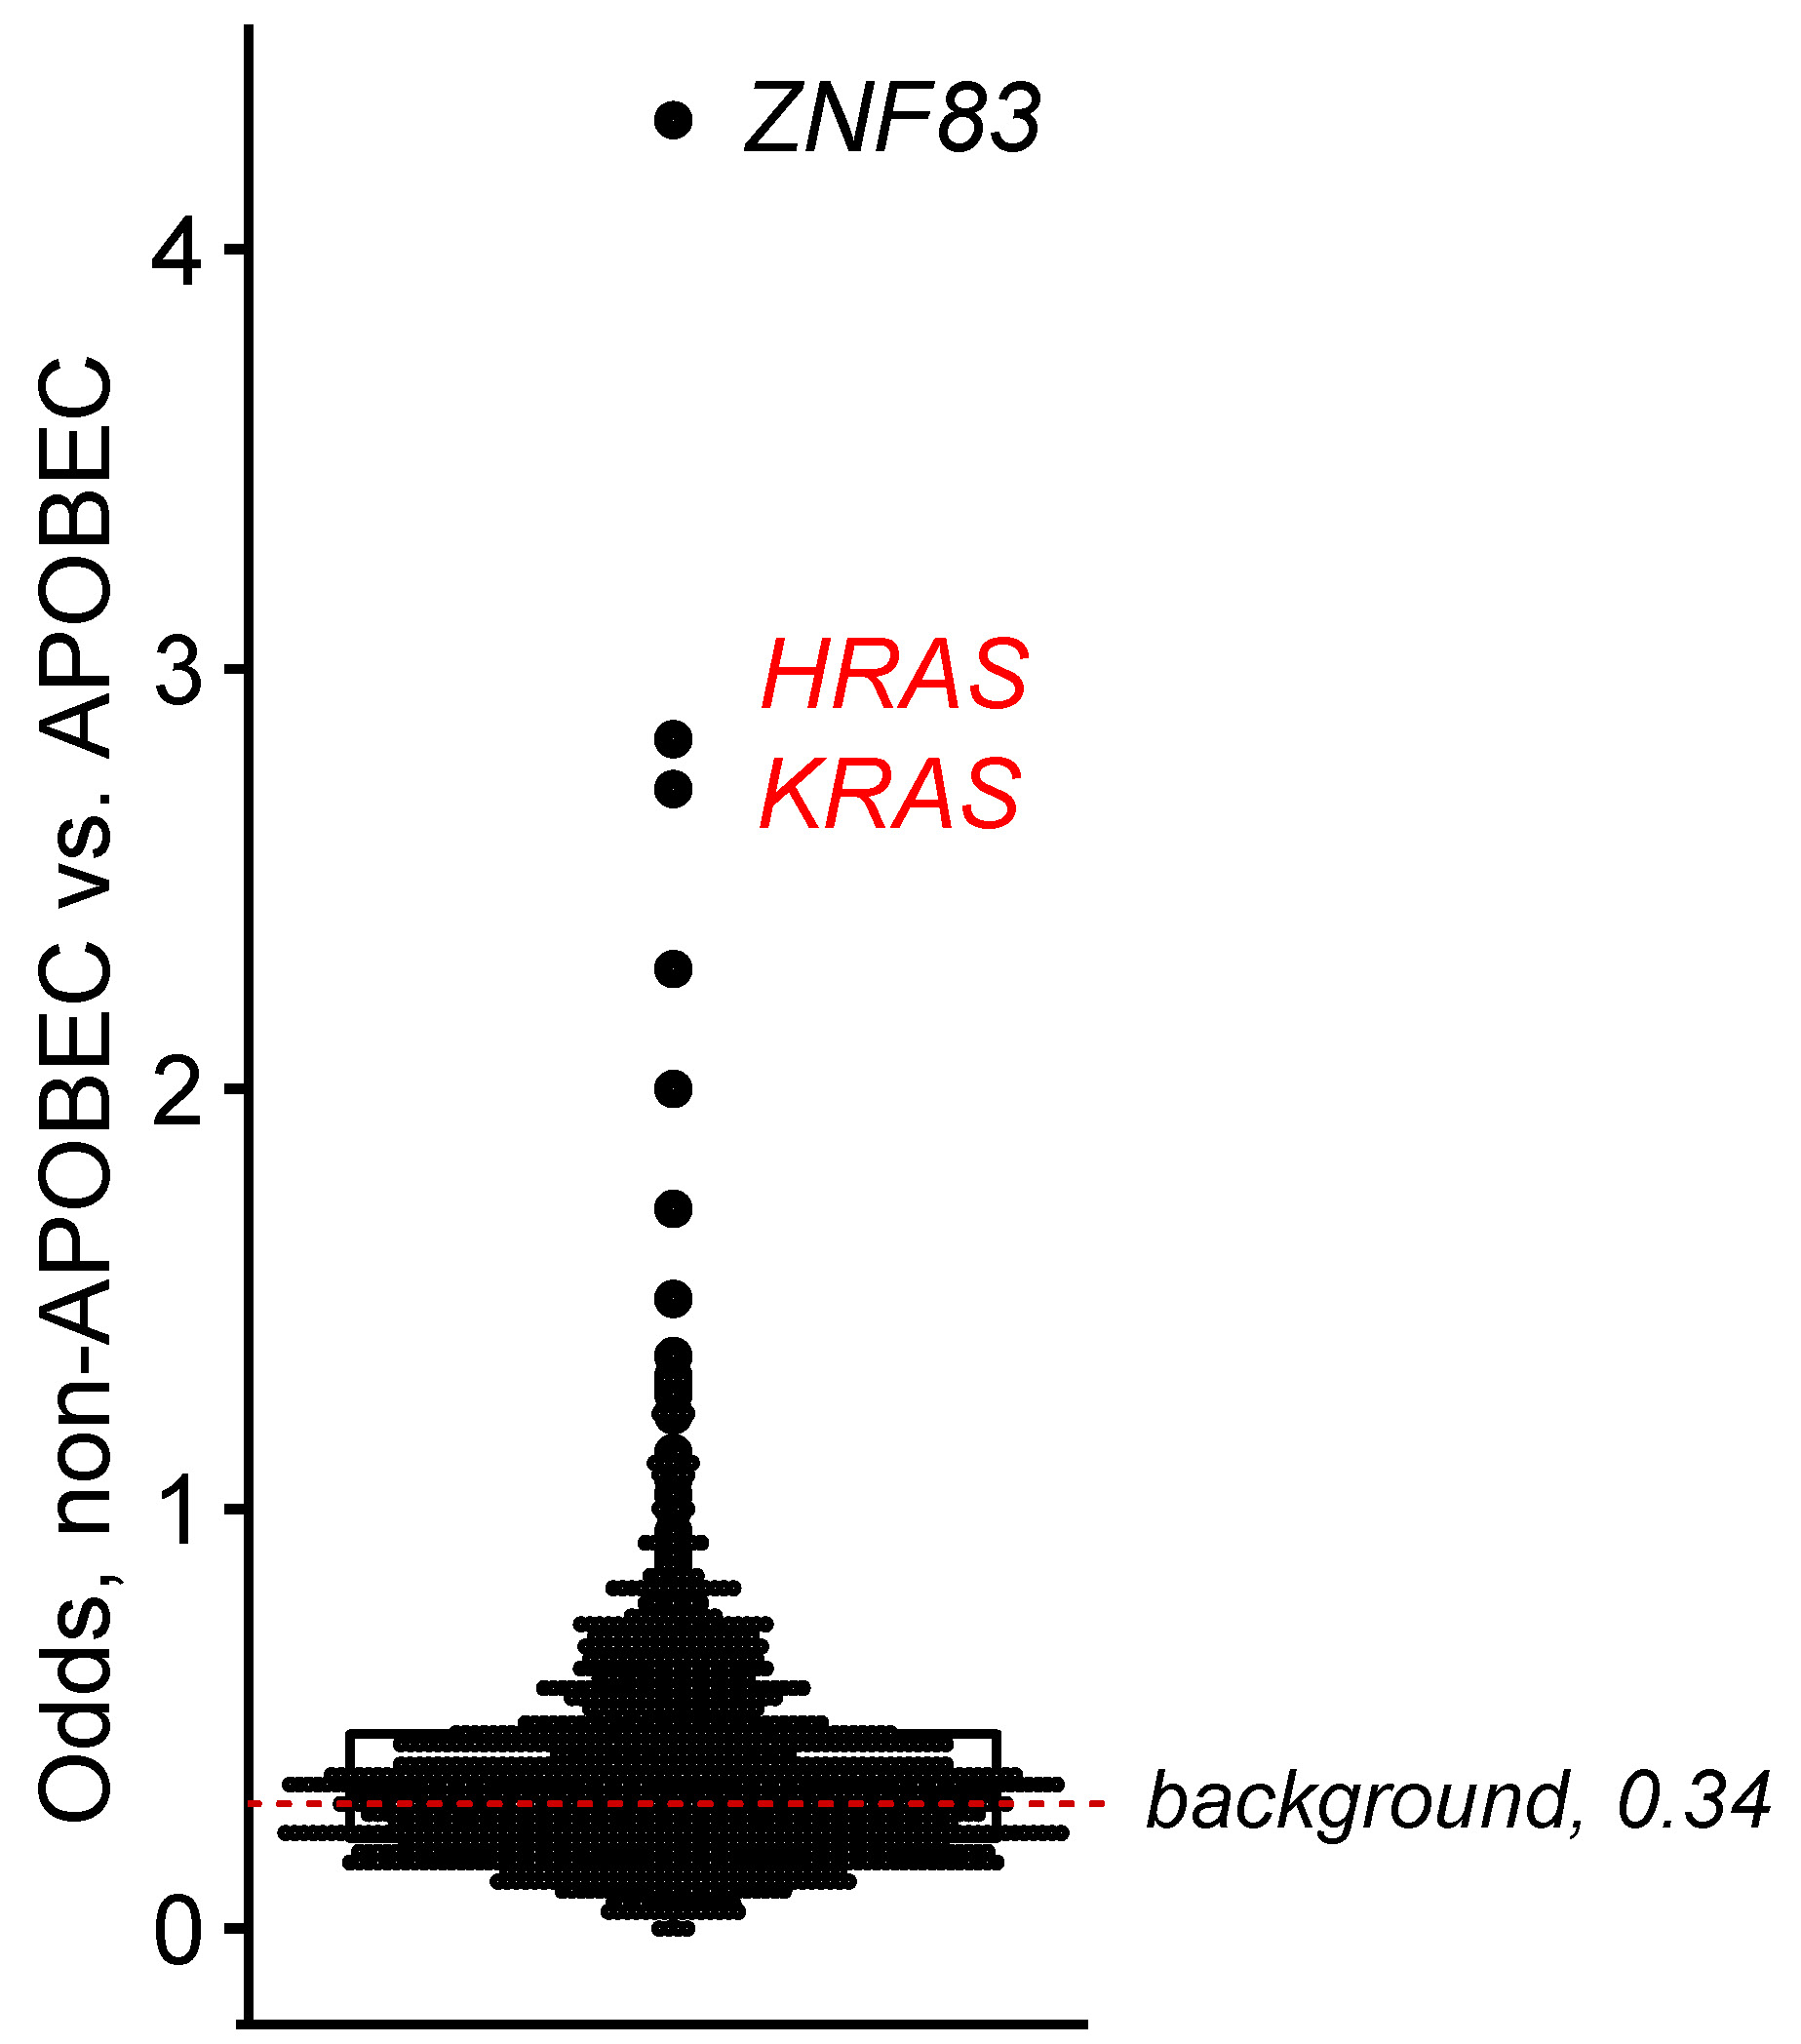 Odds, non-APOBEC vs. APOBEC
ZNF83
4
3
HRAS
KRAS
2
1
background, 0.34
0